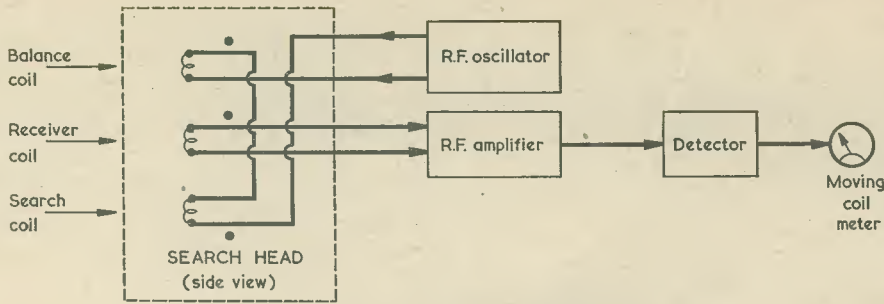 Balance
coil
Receiver
coil
Search
coil
R.F. oscillator
R.F. amplifier
Detector
Moving
coil
meter
SEARCH HEAD
(side view)